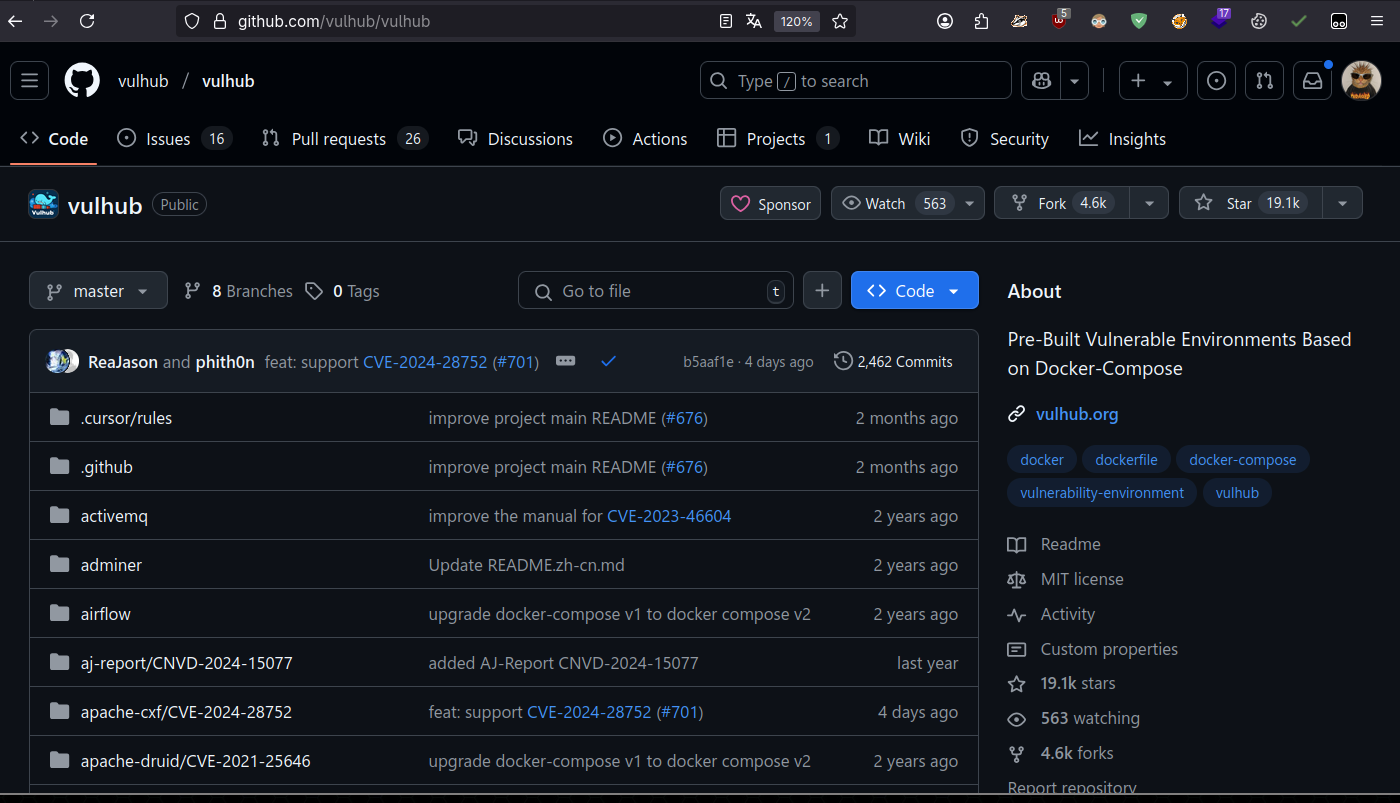 github.com/vulhub/vulhub 120% 5 17
vulhub / vulhub Type / to search
Code Issues 16 Pull requests 26 Discussions Actions Projects 1 Wiki Security Insights
vulhub Public Sponsor Watch 563 Fork 4.6k Star 19.1k
master 8 Branches 0 Tags Go to file t + Code
ReaJason and phith0n feat: support CVE-2024-28752 (#701) b5aaf1e · 4 days ago 2,462 Commits
.cursor/rules improve project main README (#676) 2 months ago
.github improve project main README (#676) 2 months ago
activemq improve the manual for CVE-2023-46604 2 years ago
adminer Update README.zh-cn.md 2 years ago
airflow upgrade docker-compose v1 to docker compose v2 2 years ago
aj-report/CNVD-2024-15077 added AJ-Report CNVD-2024-15077 last year
apache-cxf/CVE-2024-28752 feat: support CVE-2024-28752 (#701) 4 days ago
apache-druid/CVE-2021-25646 upgrade docker-compose v1 to docker compose v2 2 years ago
About
Pre-Built Vulnerable Environments Based
on Docker-Compose
vulhub.org
docker dockerfile docker-compose
vulnerability-environment vulhub
Readme
MIT license
Activity
Custom properties
19.1k stars
563 watching
4.6k forks
Report repository